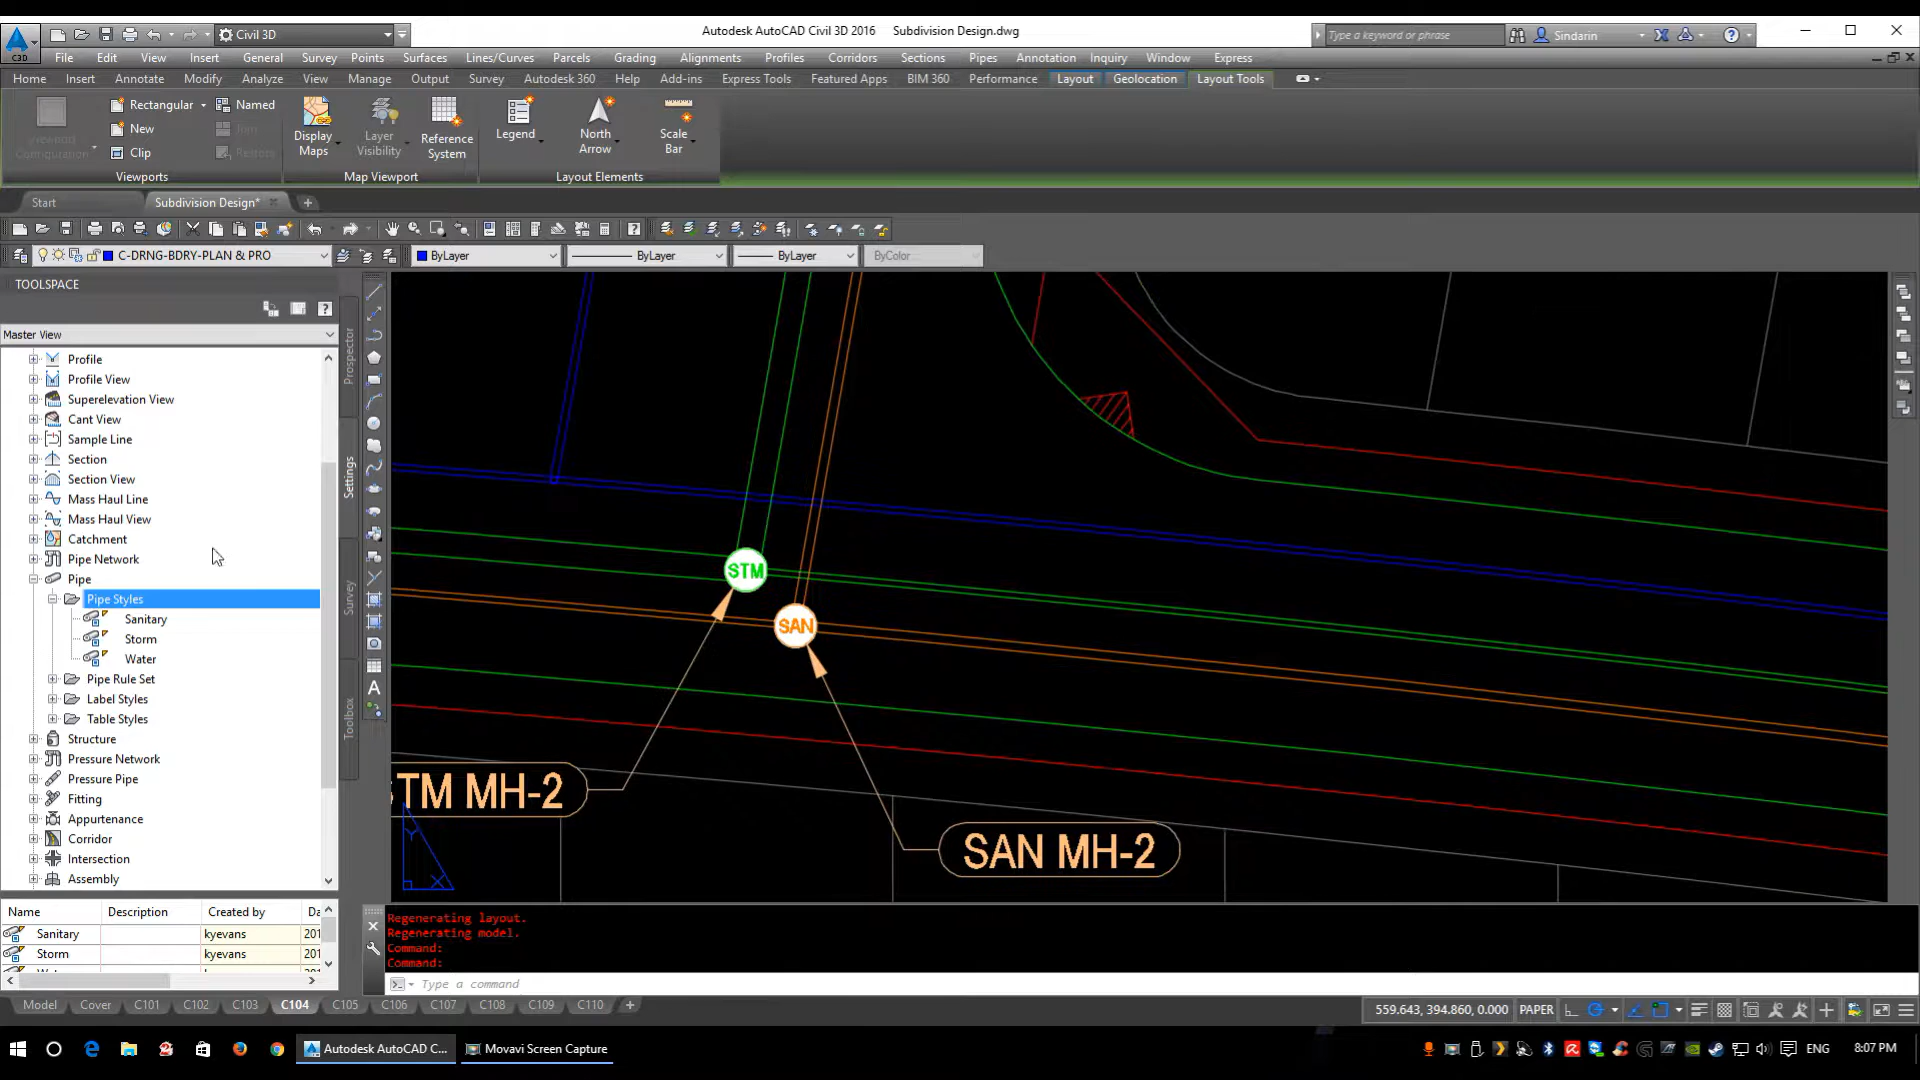 Civil 3D
Autodesk AutoCAD Civil 3D 2016 Subdivision Design.dwg
Type a keyword or phrase
Sindarin
C3D
File Edit View Insert General Survey Points Surfaces Lines/Curves Parcels Grading Alignments Profiles Corridors Sections Pipes Annotation Inquiry Window Express
Home Insert Annotate Modify Analyze View Manage Output Survey Autodesk 360 Help Add-ins Express Tools Featured Apps BIM 360 Performance Layout Geolocation Layout Tools
Rectangular
Named
New
Clip
Restore
Viewport
Configuration
Display
Maps
Layer
Visibility
Reference
System
Legend
North
Arrow
Scale
Bar
Viewports
Map Viewport
Layout Elements
Start
Subdivision Design*
C-DRNG-BDRY-PLAN & PRO
ByLayer
ByLayer
ByLayer
ByColor
TOOLSPACE
Master View
Profile
Profile View
Superelevation View
Cant View
Sample Line
Section
Section View
Mass Haul Line
Mass Haul View
Catchment
Pipe Network
Pipe
Pipe Styles
Sanitary
Storm
Water
Pipe Rule Set
Label Styles
Table Styles
Structure
Pressure Network
Pressure Pipe
Fitting
Appurtenance
Corridor
Intersection
Assembly
Prospector
Settings
Survey
Toolbox
Name Description Created by Da
Sanitary kyevans 201
Storm kyevans 201
STM
SAN
STM MH-2
SAN MH-2
Y
X
A
Regenerating layout.
Regenerating model.
Command:
Command:
Type a command
Model Cover C101 C102 C103 C104 C105 C106 C107 C108 C109 C110
559.643, 394.860, 0.000 PAPER
Autodesk AutoCAD C...
Movavi Screen Capture
ENG
8:07 PM